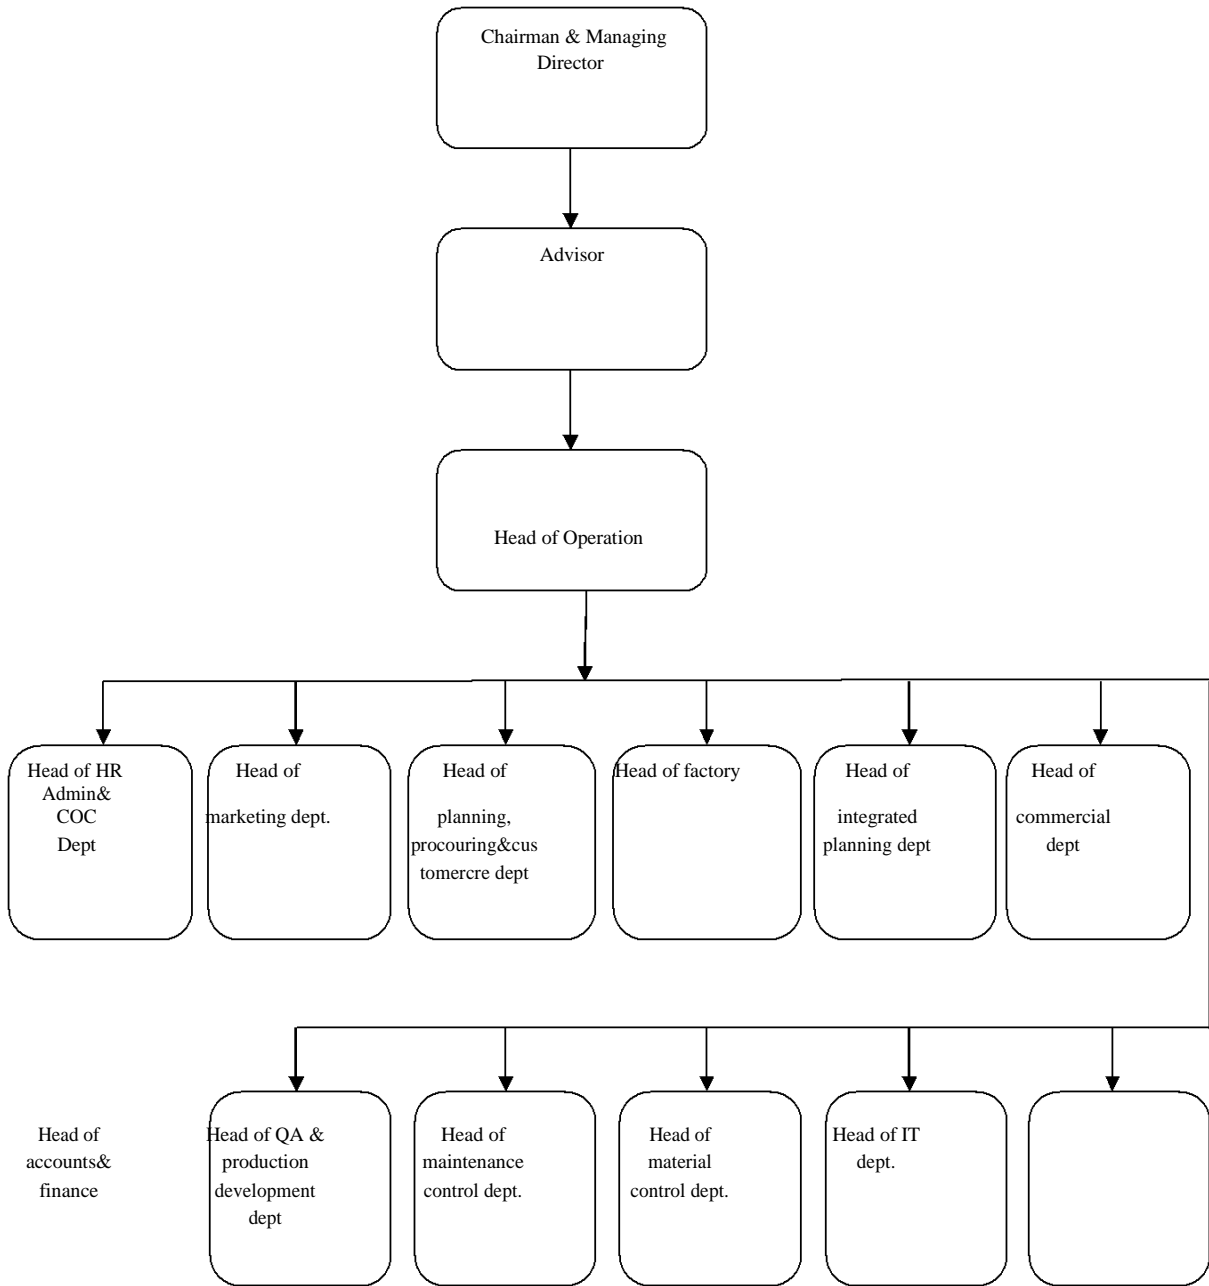 Chairman & Managing
Director
Advisor
Head of Operation
Head of HR
Admin&
COC
Dept
Head of
marketing dept.
Head of
planning,
procouring&cus
tomercre dept
Head of factory
Head of
integrated
planning dept
Head of
commercial
dept
Head of
accounts&
finance
Head of QA &
production
development
dept
Head of
maintenance
control dept.
Head of
material
control dept.
Head of IT
dept.